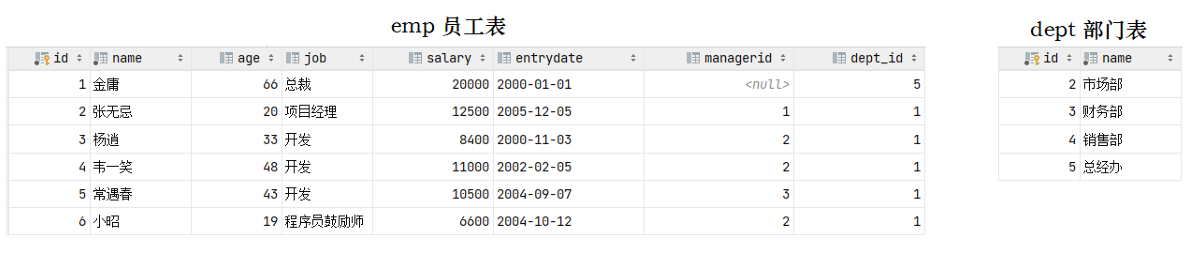 emp 员工表
id name age job salary entrydate managerid dept_id
1 金庸 66 总裁 20000 2000-01-01 <null> 5
2 张无忌 20 项目经理 12500 2005-12-05 1 1
3 杨逍 33 开发 8400 2000-11-03 2 1
4 韦一笑 48 开发 11000 2002-02-05 2 1
5 常遇春 43 开发 10500 2004-09-07 3 1
6 小昭 19 程序员鼓励师 6600 2004-10-12 2 1
dept 部门表
id name
2 市场部
3 财务部
4 销售部
5 总经办